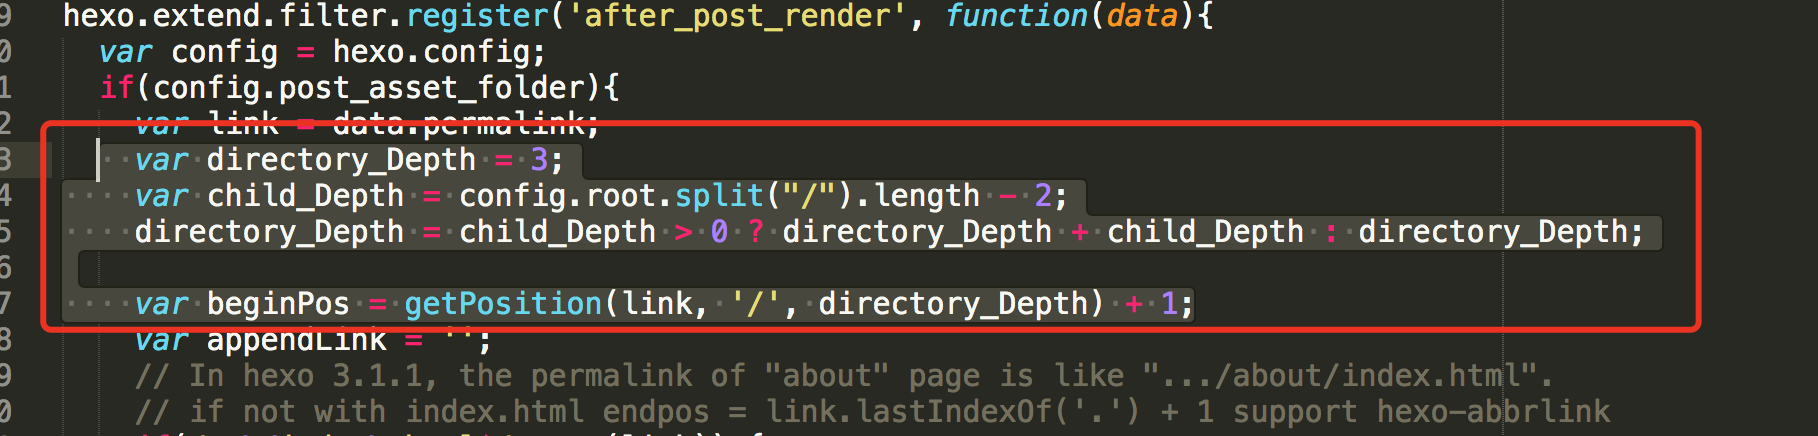 9 hexo.extend.filter.register('after_post_render', function(data){
0   var config = hexo.config;
1   if(config.post_asset_folder){
2     var link = data.permalink;
3     var directory_Depth = 3;
4     var child_Depth = config.root.split("/").length - 2;
5     directory_Depth = child_Depth > 0 ? directory_Depth + child_Depth : directory_Depth;
6
7     var beginPos = getPosition(link, '/', directory_Depth) + 1;
8     var appendLink = '';
9     // In hexo 3.1.1, the permalink of "about" page is like ".../about/index.html".
0     // if not with index.html endpos = link.lastIndexOf('.') + 1 support hexo-abbrlink